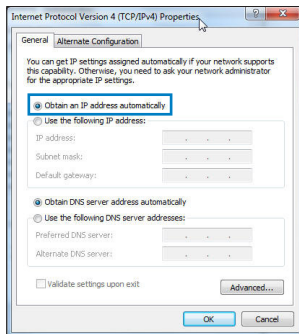 Internet Protocol Version 4 (TCP/IPv4) Properties
General
Alternate Configuration
You can get IP settings assigned automatically if your network supports
this capability. Otherwise, you need to ask your network administrator
for the appropriate IP settings.
Obtain an IP address automatically
Use the following IP address:
IP address:
Subnet mask:
Default gateway:
Obtain DNS server address automatically
Use the following DNS server addresses:
Preferred DNS server:
Alternate DNS server:
Validate settings upon exit
Advanced...
OK
Cancel